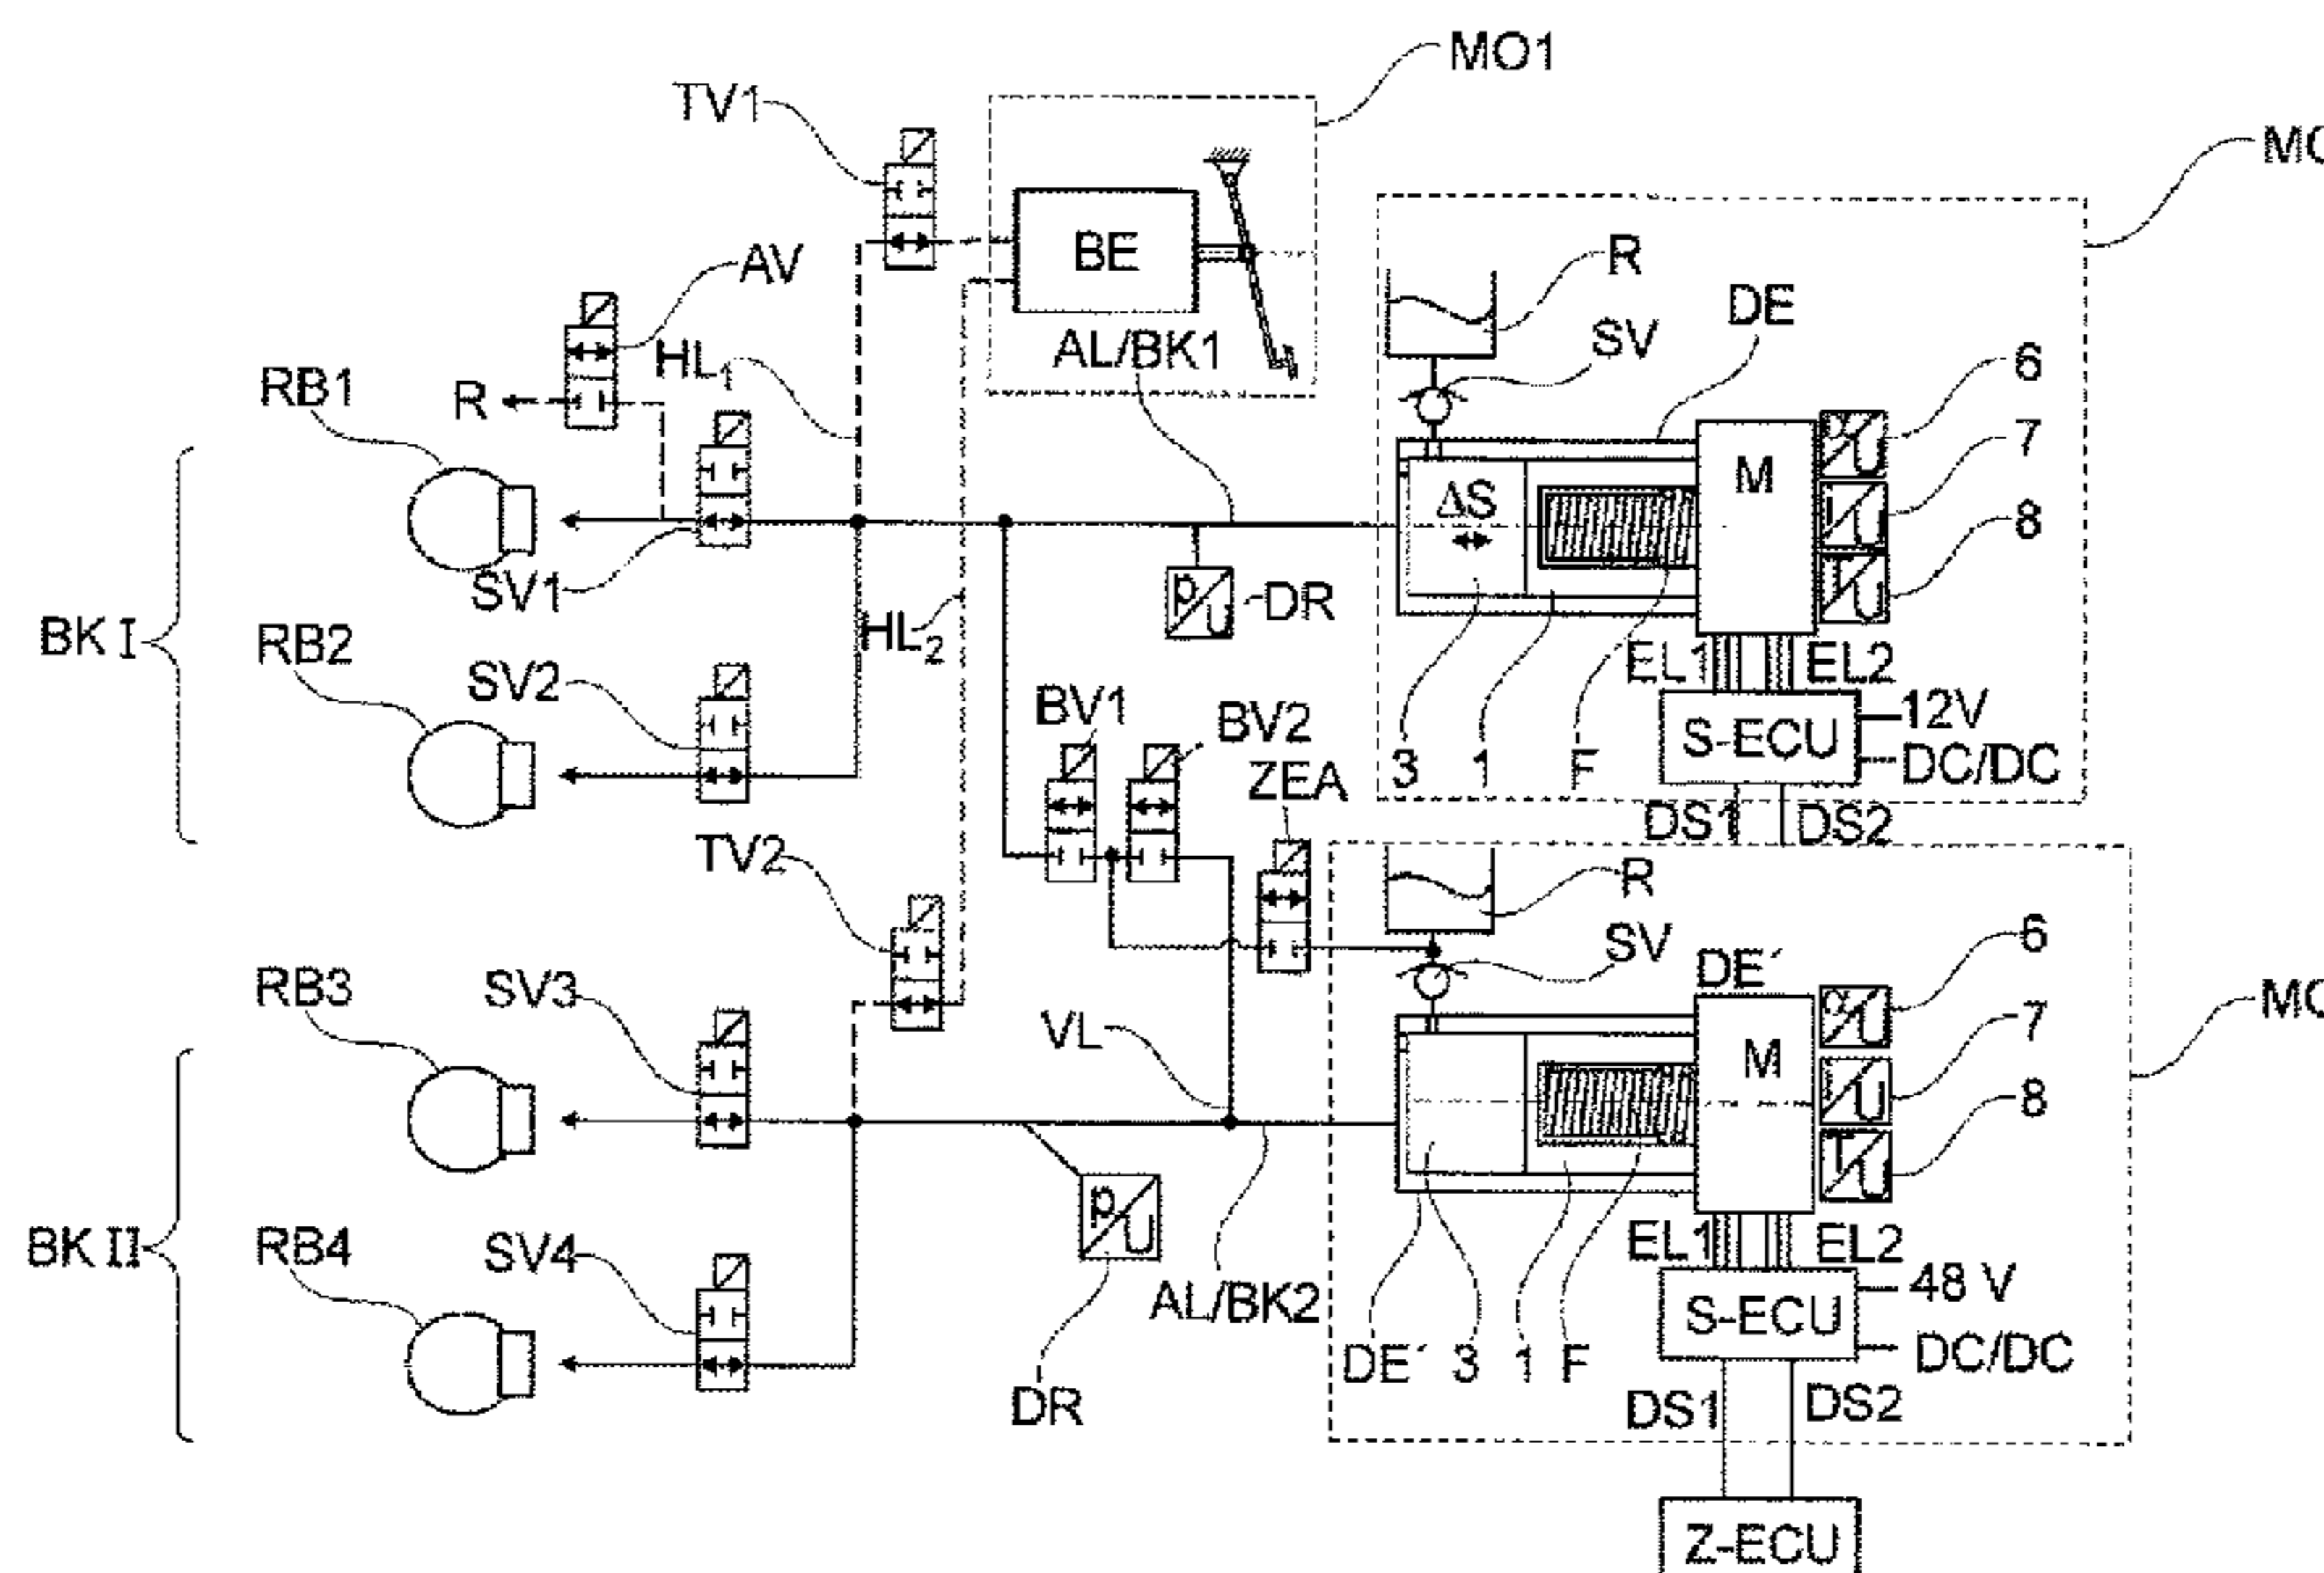 MO1
TV1
MO
BE
AV
R
DE
SV
HL1
AL/BK1
6
RB1
R
7
M
ΔS
8
SV1
p U
DR
BK I
HL2
RB2
SV2
EL1
EL2
BV1
BV2
12V
S-ECU
ZEA
3
1
F
DC/DC
DS1
DS2
TV2
R
SV
6
DE´
RB3
SV3
α U
MO
7
VL
M
8
T U
p U
EL1
EL2
BK II
RB4
SV4
48 V
AL/BK2
S-ECU
DE´
3
1
F
DC/DC
DR
DS1
DS2
Z-ECU